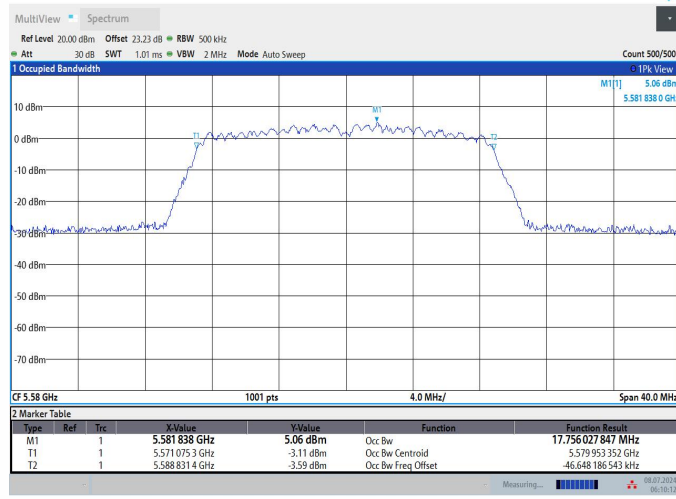 MultiView Spectrum
Ref Level 20.00 dBm Offset 23.23 dB RBW 500 kHz
Att 30 dB SWT 1.01 ms VBW 2 MHz Mode Auto Sweep Count 500/500
1 Occupied Bandwidth 1Pk View
M1[1] 5.06 dBm
5.581 838 0 GH
10 dBm
M1
0 dBm
T1
T2
-10 dBm
-20 dBm
-30 dBm
-40 dBm
-50 dBm
-60 dBm
-70 dBm
CF 5.58 GHz 1001 pts 4.0 MHz/ Span 40.0 MHz
2 Marker Table
Type Ref Trc X-Value Y-Value Function Function Result
M1 1 5.581 838 GHz 5.06 dBm Occ Bw 17.756 027 847 MHz
T1 1 5.571 075 3 GHz -3.11 dBm Occ Bw Centroid 5.579 953 352 GHz
T2 1 5.588 831 4 GHz -3.59 dBm Occ Bw Freq Offset -46.648 186 543 kHz
Measuring... 08.07.2024
06:10:12